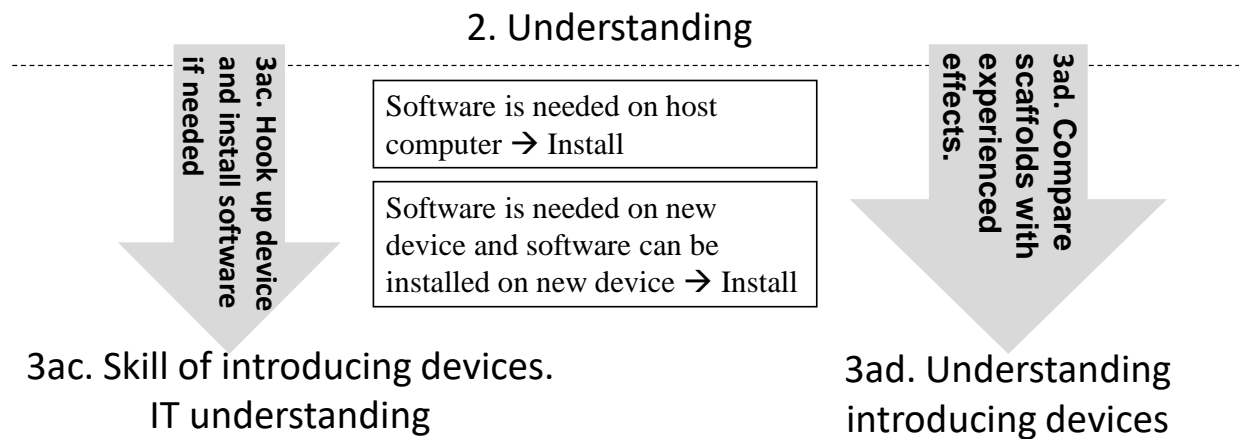 2. Understanding
3ac. Hook up device
and install software
if needed
Software is needed on host
computer → Install
Software is needed on new
device and software can be
installed on new device → Install
3ad. Compare
scaffolds with
experienced
effects.
3ac. Skill of introducing devices.
IT understanding
3ad. Understanding
introducing devices